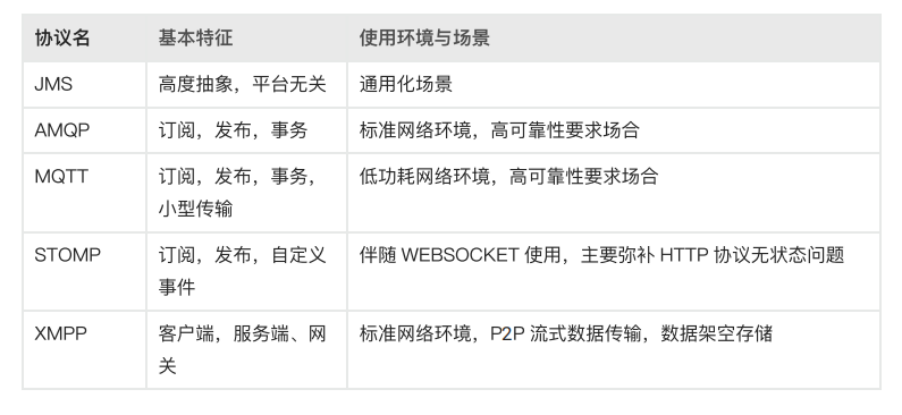 协议名 基本特征 使用环境与场景
JMS 高度抽象，平台无关 通用化场景
AMQP 订阅，发布，事务 标准网络环境，高可靠性要求场合
MQTT 订阅，发布，事务， 低功耗网络环境，高可靠性要求场合
小型传输
STOMP 订阅，发布，自定义 伴随 WEBSOCKET 使用，主要弥补 HTTP 协议无状态问题
事件
XMPP 客户端，服务端、网 标准网络环境，P2P 流式数据传输，数据架空存储
关